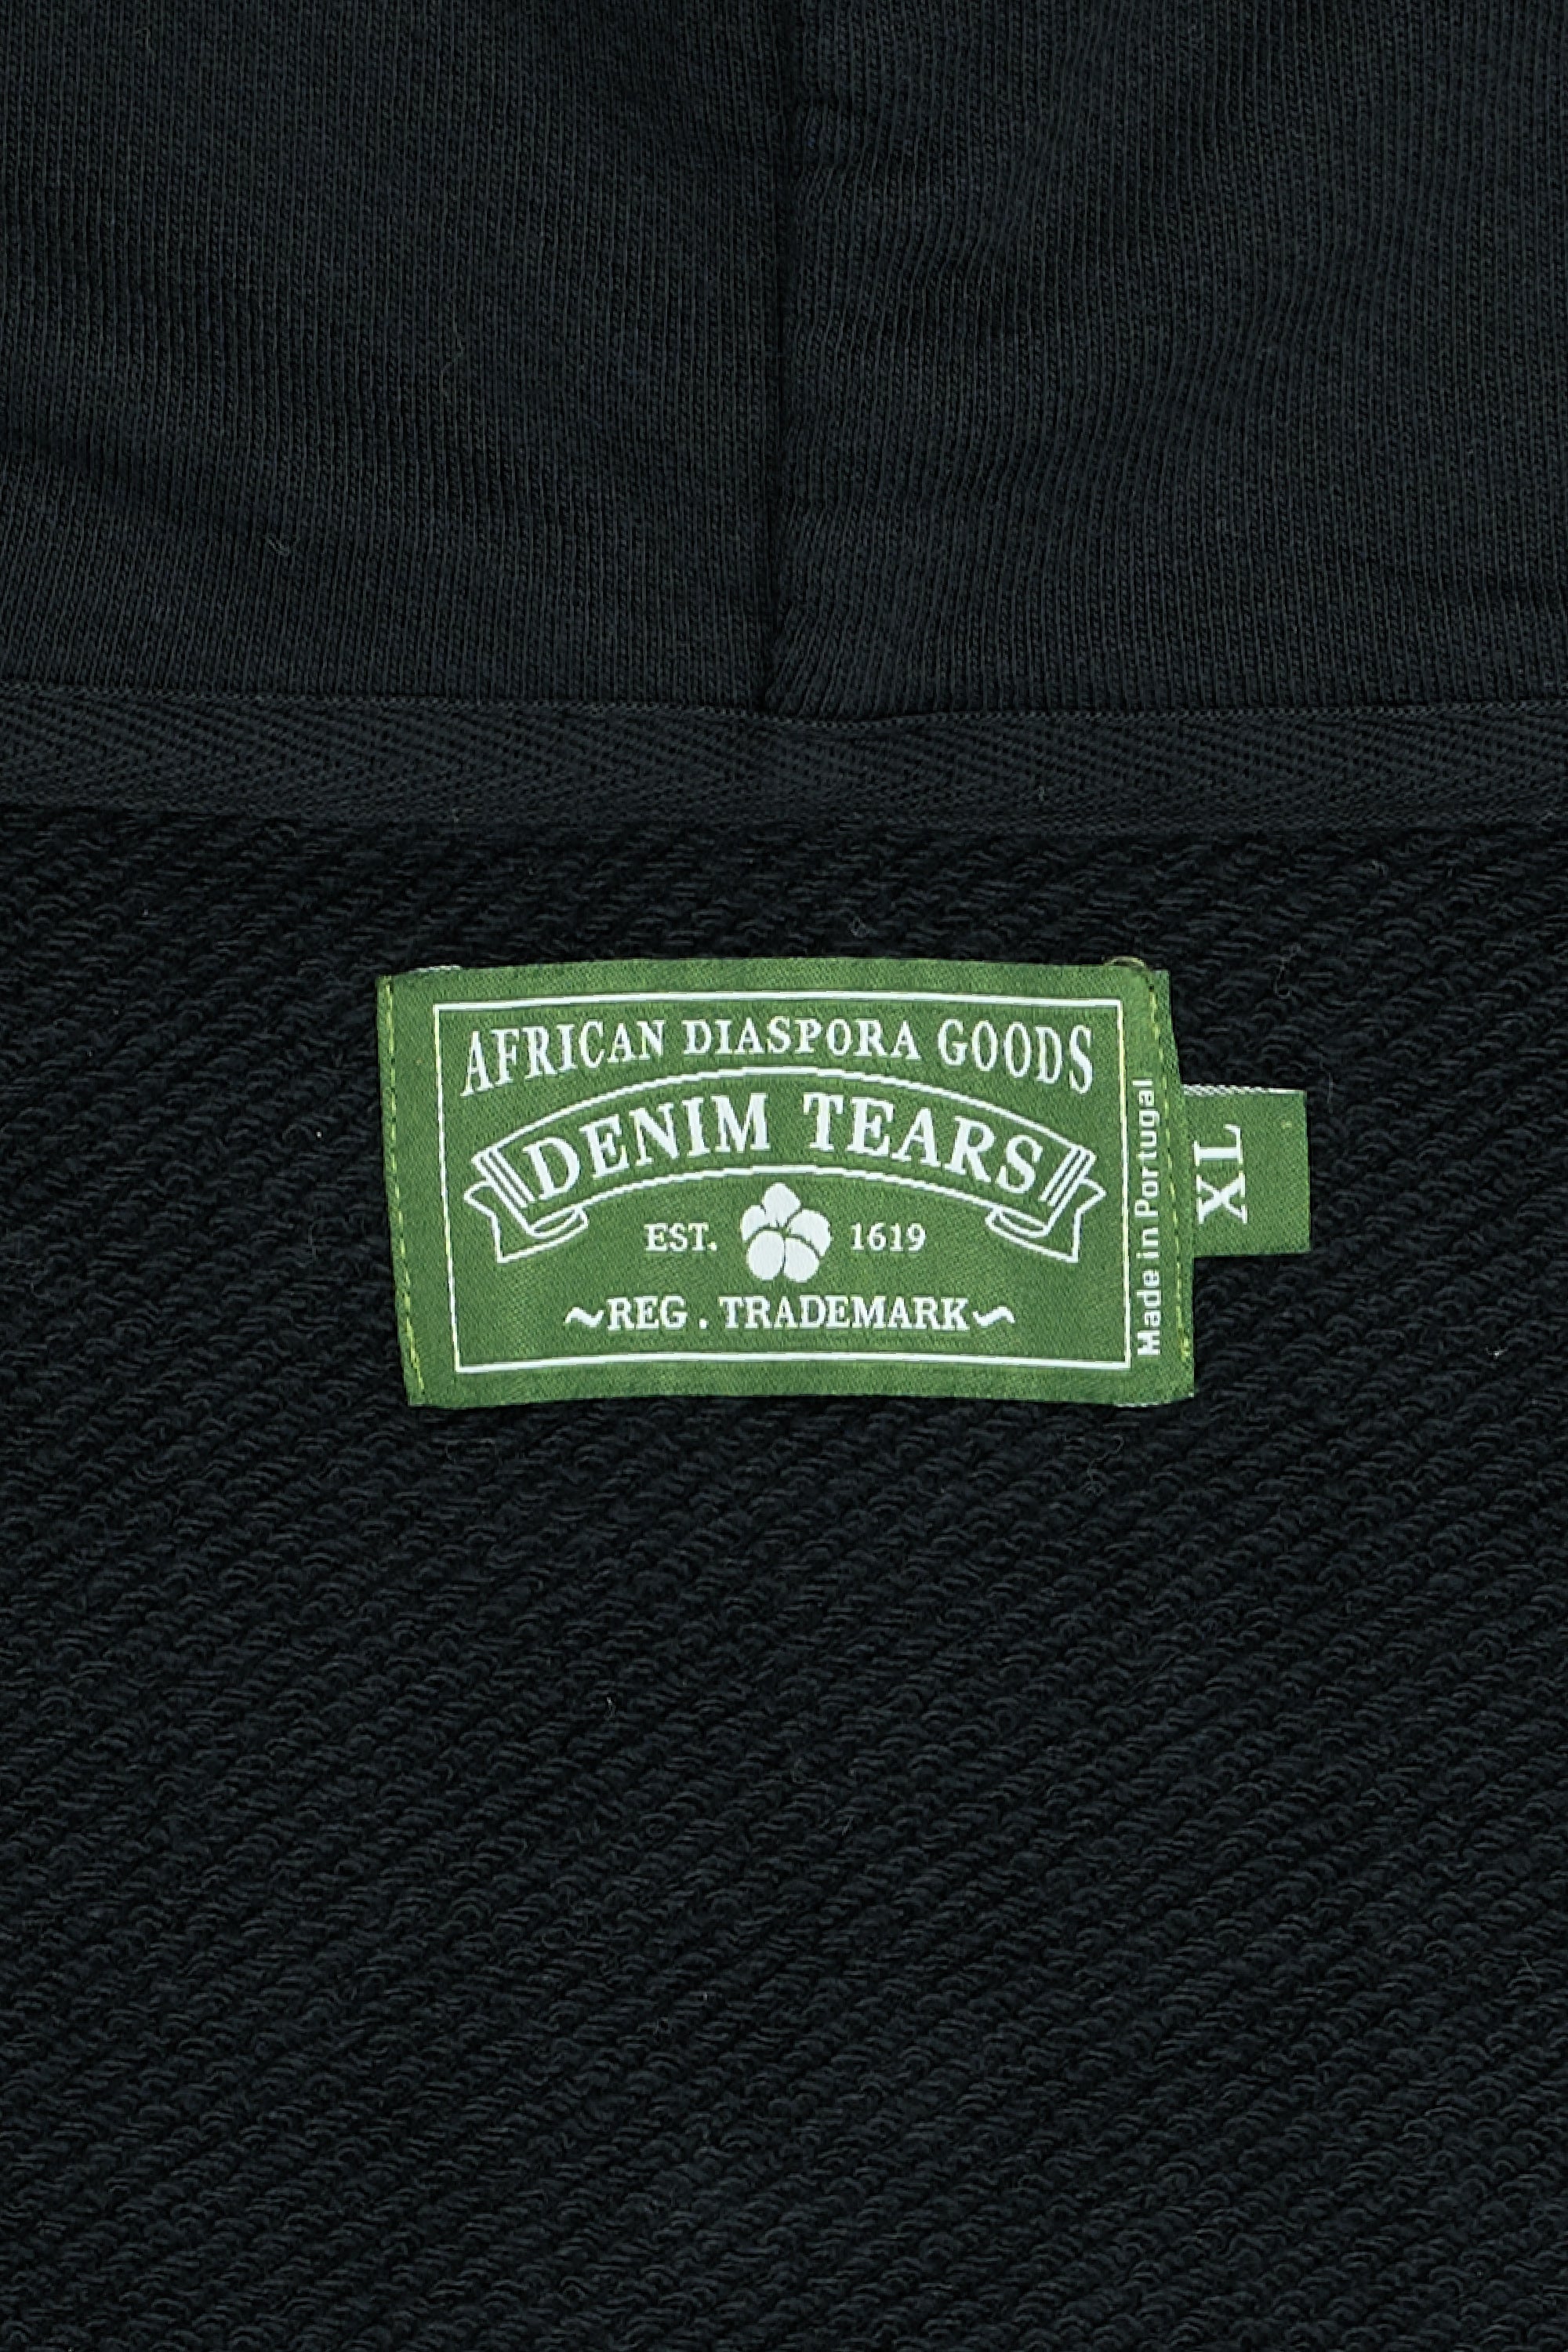 AFRICAN DIASPORA GOODS
DENIM TEARS
EST. 1619
~REG . TRADEMARK~
Made in Portugal
XL